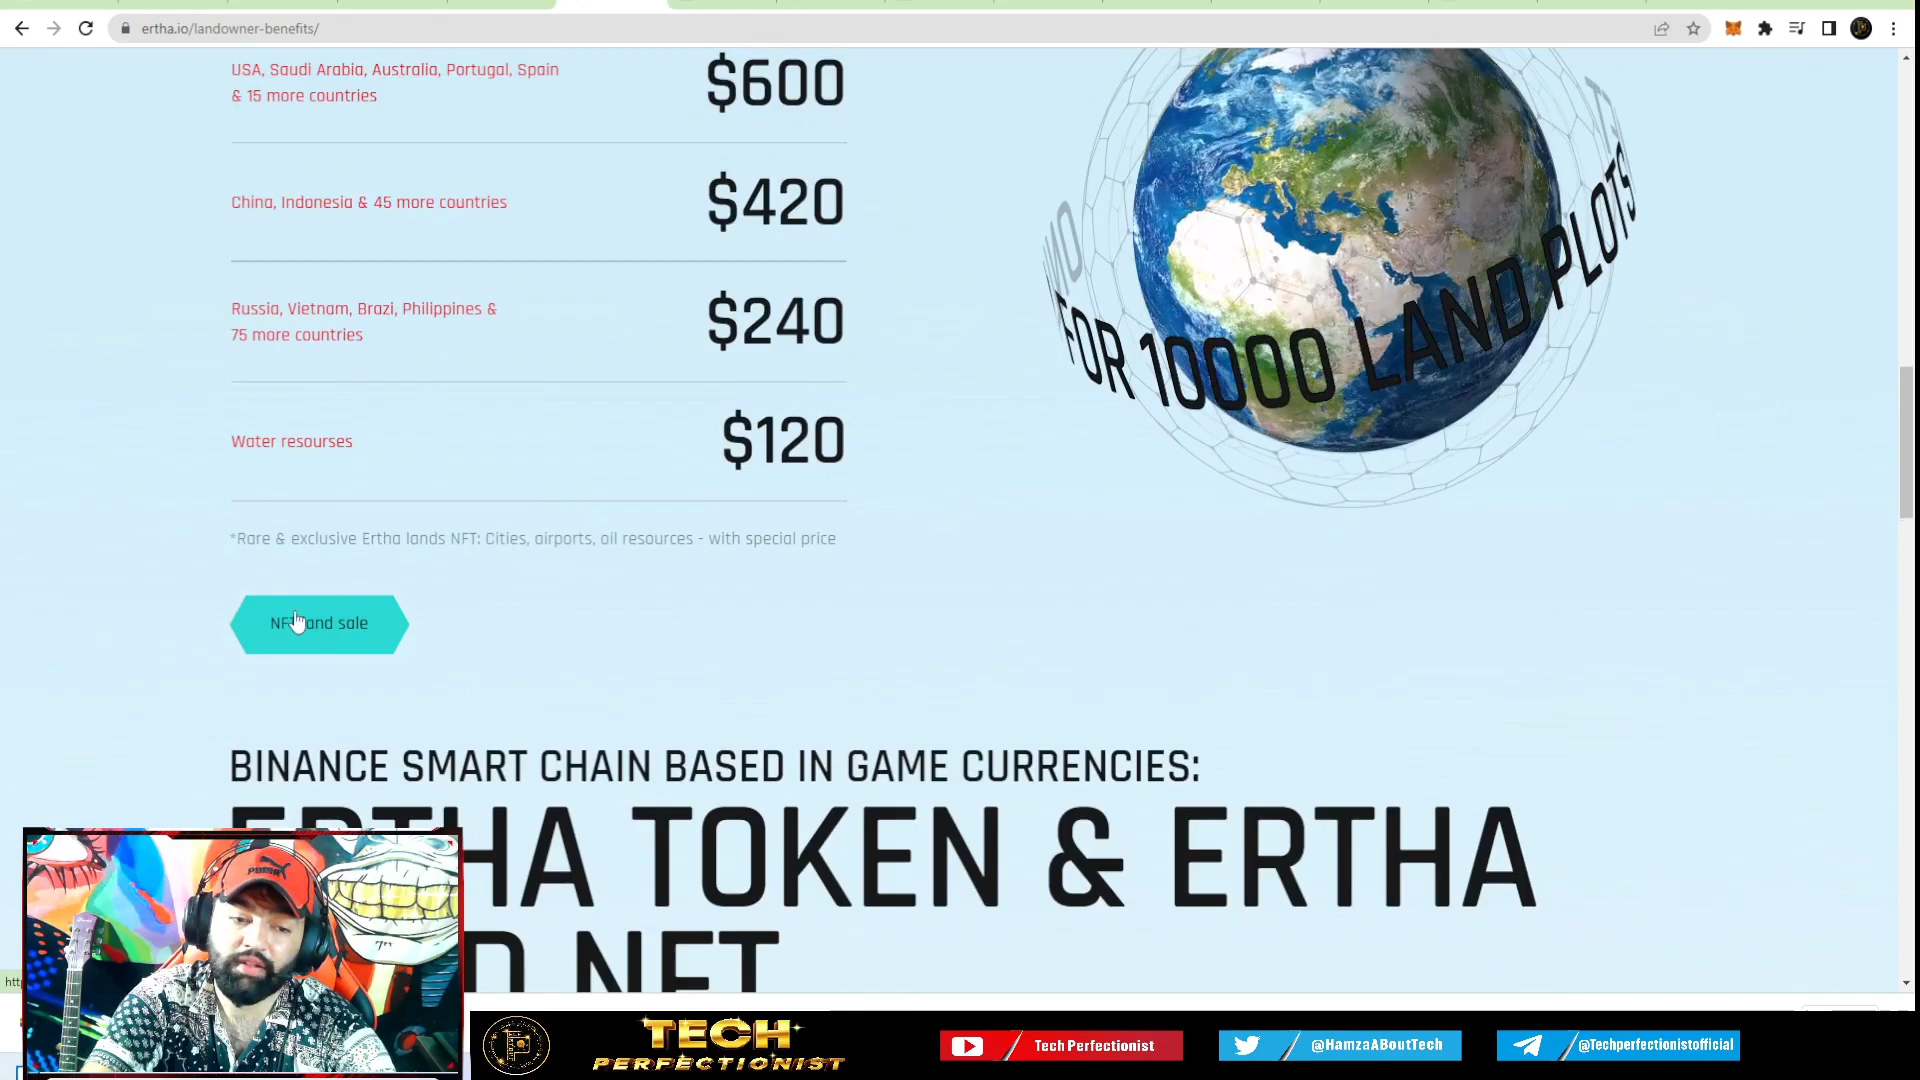 ertha.io/landowner-benefits/
USA, Saudi Arabia, Australia, Portugal, Spain
& 15 more countries
$600
China, Indonesia & 45 more countries
$420
Russia, Vietnam, Brazi, Philippines &
75 more countries
$240
Water resourses
$120
FOR 10000 LAND PLOTS
*Rare & exclusive Ertha lands NFT: Cities, airports, oil resources - with special price
and sale
BINANCE SMART CHAIN BASED IN GAME CURRENCIES:
ERTHA TOKEN & ERTHA
NFT
PUMA
TECH
PERFECTIONIST
Tech Perfectionist
@HamzaABoutTech
@Techperfectionistofficial